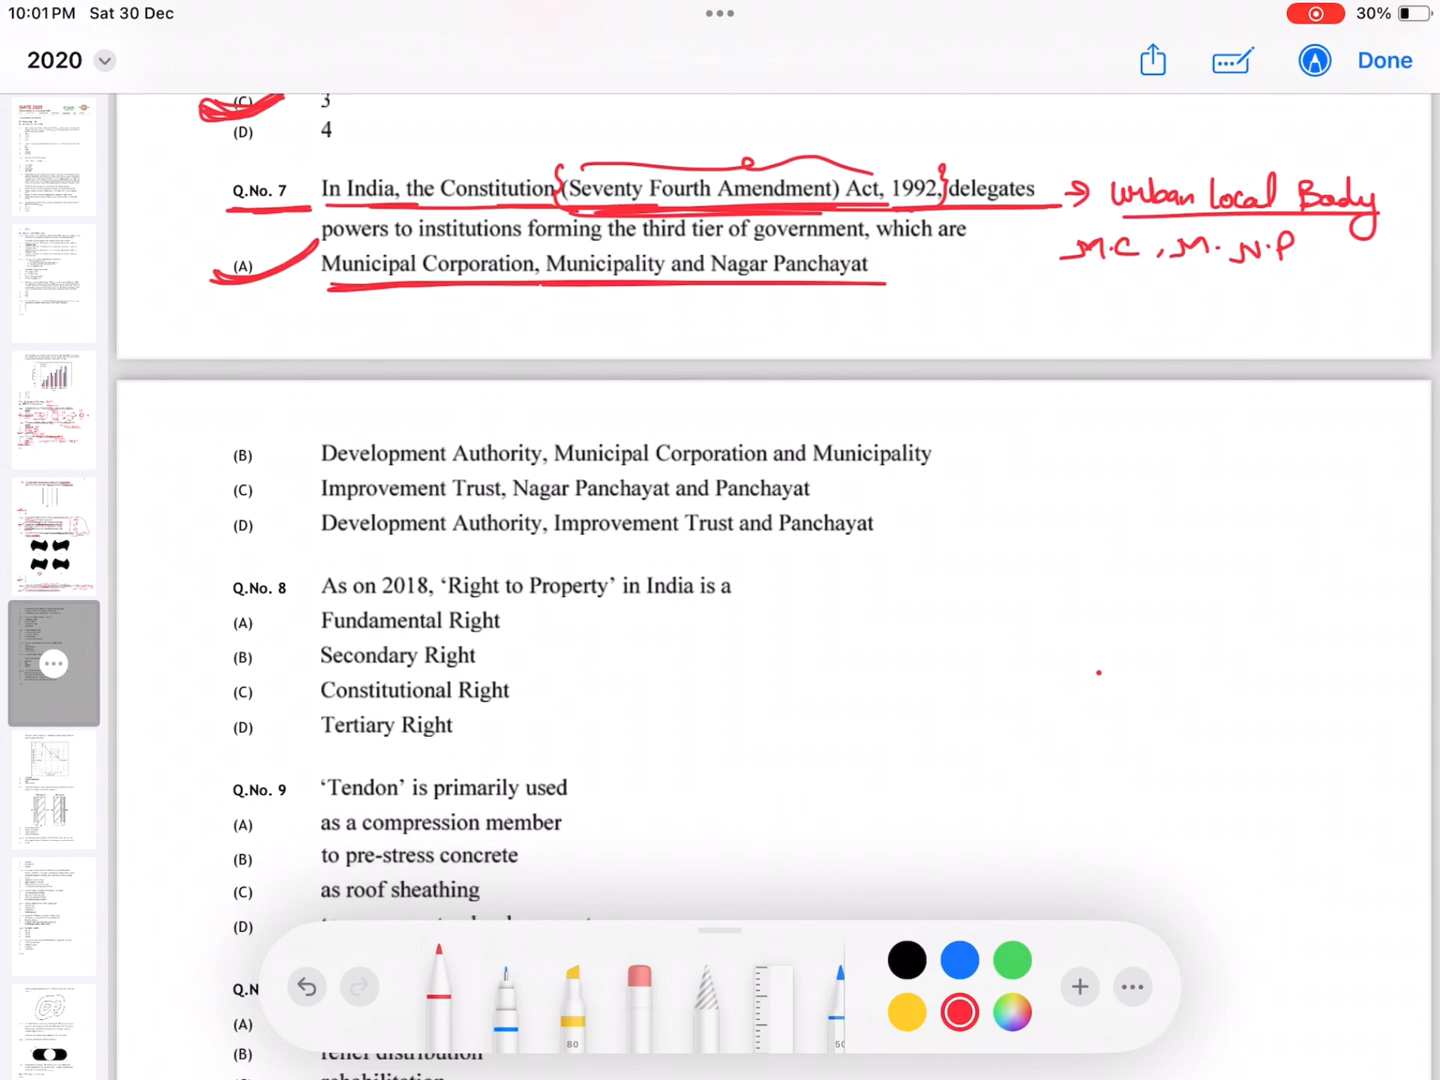 10:01 PM Sat 30 Dec
30%
2020
Done
(C) 3
(D) 4
Q.No. 7 In India, the Constitution (Seventy Fourth Amendment) Act, 1992, delegates → Urban Local Body
powers to institutions forming the third tier of government, which are M.C, M. N.P
(A) Municipal Corporation, Municipality and Nagar Panchayat
(B) Development Authority, Municipal Corporation and Municipality
(C) Improvement Trust, Nagar Panchayat and Panchayat
(D) Development Authority, Improvement Trust and Panchayat
Q.No. 8 As on 2018, ‘Right to Property’ in India is a
(A) Fundamental Right
(B) Secondary Right
(C) Constitutional Right
(D) Tertiary Right
Q.No. 9 ‘Tendon’ is primarily used
(A) as a compression member
(B) to pre-stress concrete
(C) as roof sheathing
(D)
Q.N
(A)
(B) relief distribution
rehabilitation
80
50